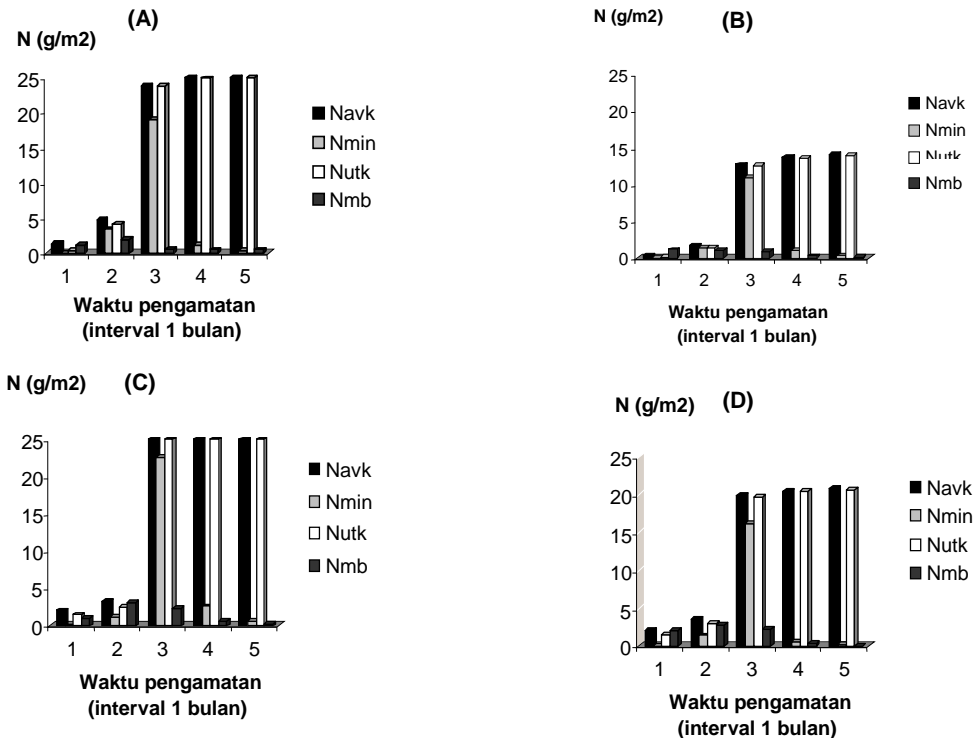 (A)
N (g/m2)
25
20
15
10
5
0
1 2 3 4 5
Waktu pengamatan
(interval 1 bulan)
Navk
Nmin
Nutk
Nmb
N (g/m2)
(B)
25
20
15
10
5
0
1 2 3 4 5
Waktu pengamatan
(interval 1 bulan)
Navk
Nmin
Nutk
Nmb
N (g/m2) (C)
25
20
15
10
5
0
1 2 3 4 5
Waktu pengamatan
(interval 1 bulan)
Navk
Nmin
Nutk
Nmb
N (g/m2) (D)
25
20
15
10
5
0
1 2 3 4 5
Waktu pengamatan
(interval 1 bulan)
Navk
Nmin
Nutk
Nmb